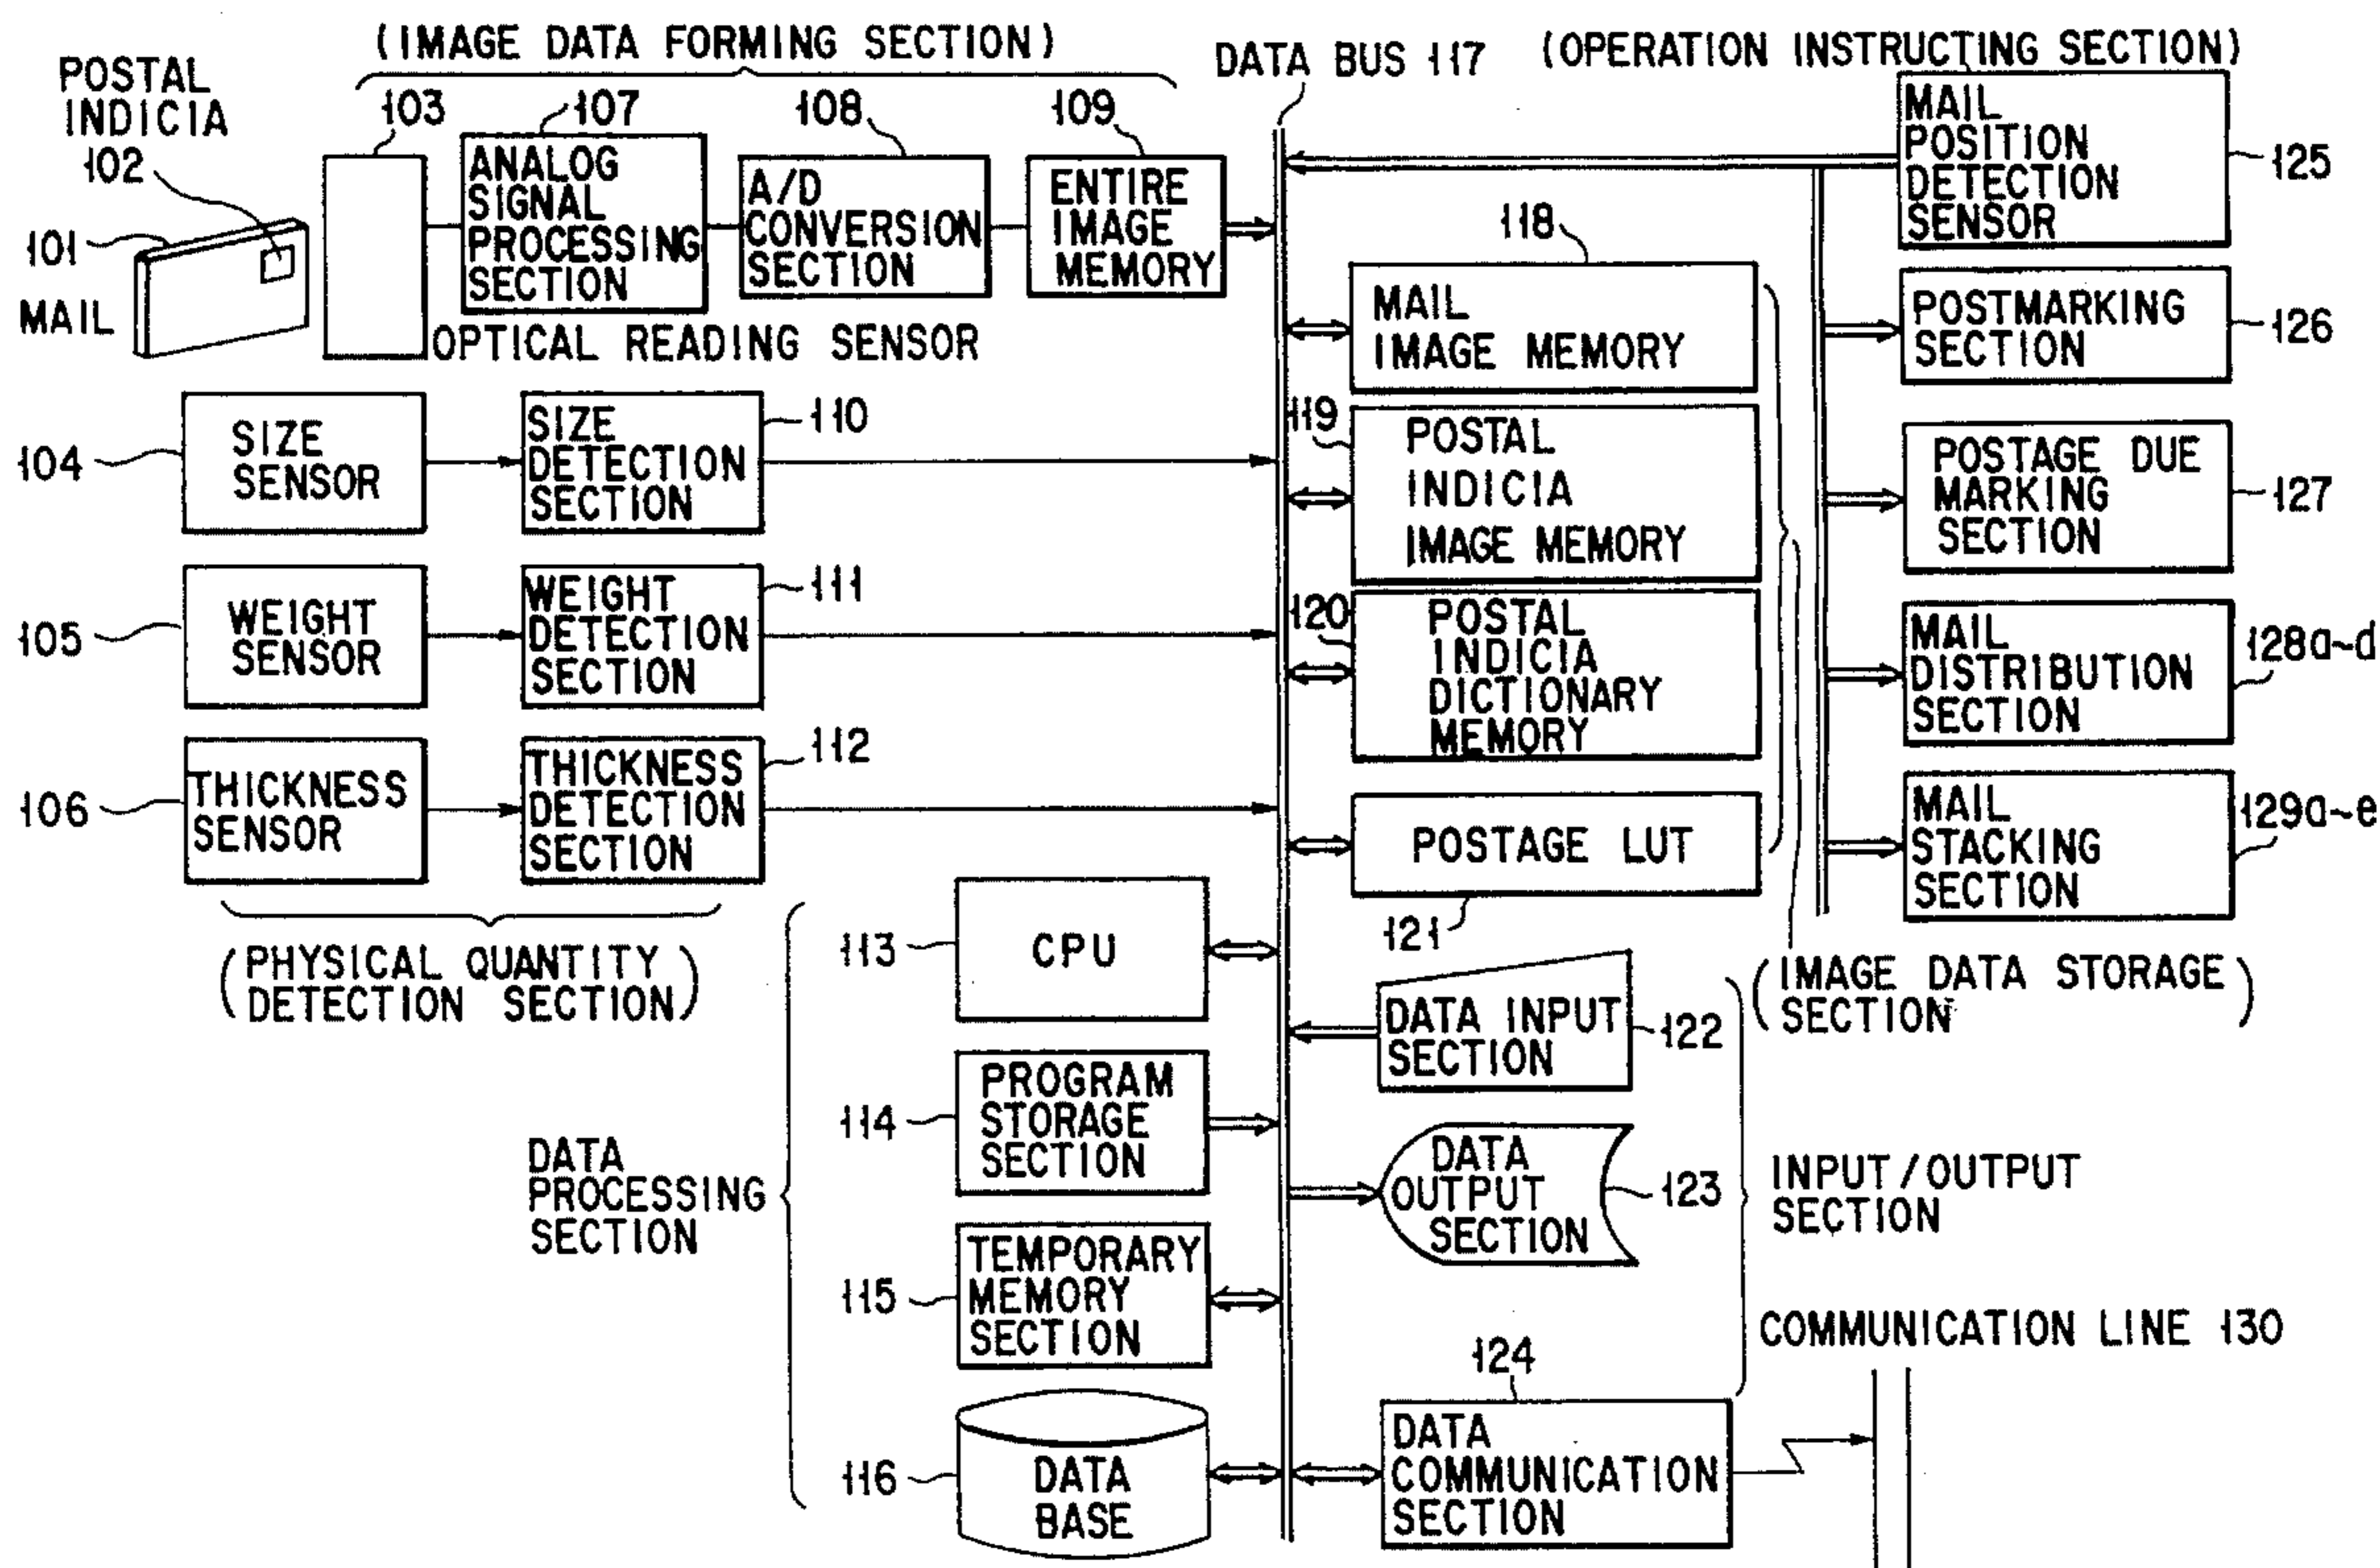 (IMAGE DATA FORMING SECTION)
POSTAL
INDICIA
102
101
MAIL
103
OPTICAL READING SENSOR
107
ANALOG
SIGNAL
PROCESSING
SECTION
108
A/D
CONVERSION
SECTION
109
ENTIRE
IMAGE
MEMORY
DATA BUS 117
(OPERATION INSTRUCTING SECTION)
MAIL
POSITION
DETECTION
SENSOR
125
118
MAIL
IMAGE MEMORY
POSTMARKING
SECTION
126
104
SIZE
SENSOR
SIZE
DETECTION
SECTION
110
119
POSTAL
INDICIA
IMAGE MEMORY
POSTAGE DUE
MARKING
SECTION
127
105
WEIGHT
SENSOR
WEIGHT
DETECTION
SECTION
111
120
POSTAL
INDICIA
DICTIONARY
MEMORY
MAIL
DISTRIBUTION
SECTION
128a~d
106
THICKNESS
SENSOR
THICKNESS
DETECTION
SECTION
112
POSTAGE LUT
121
MAIL
STACKING
SECTION
129a~e
(PHYSICAL QUANTITY
DETECTION SECTION)
113
CPU
(IMAGE DATA STORAGE
SECTION)
DATA INPUT
SECTION
122
114
PROGRAM
STORAGE
SECTION
DATA
PROCESSING
SECTION
DATA
OUTPUT
SECTION
123
INPUT/OUTPUT
SECTION
115
TEMPORARY
MEMORY
SECTION
COMMUNICATION LINE 130
124
116
DATA
BASE
DATA
COMMUNICATION
SECTION